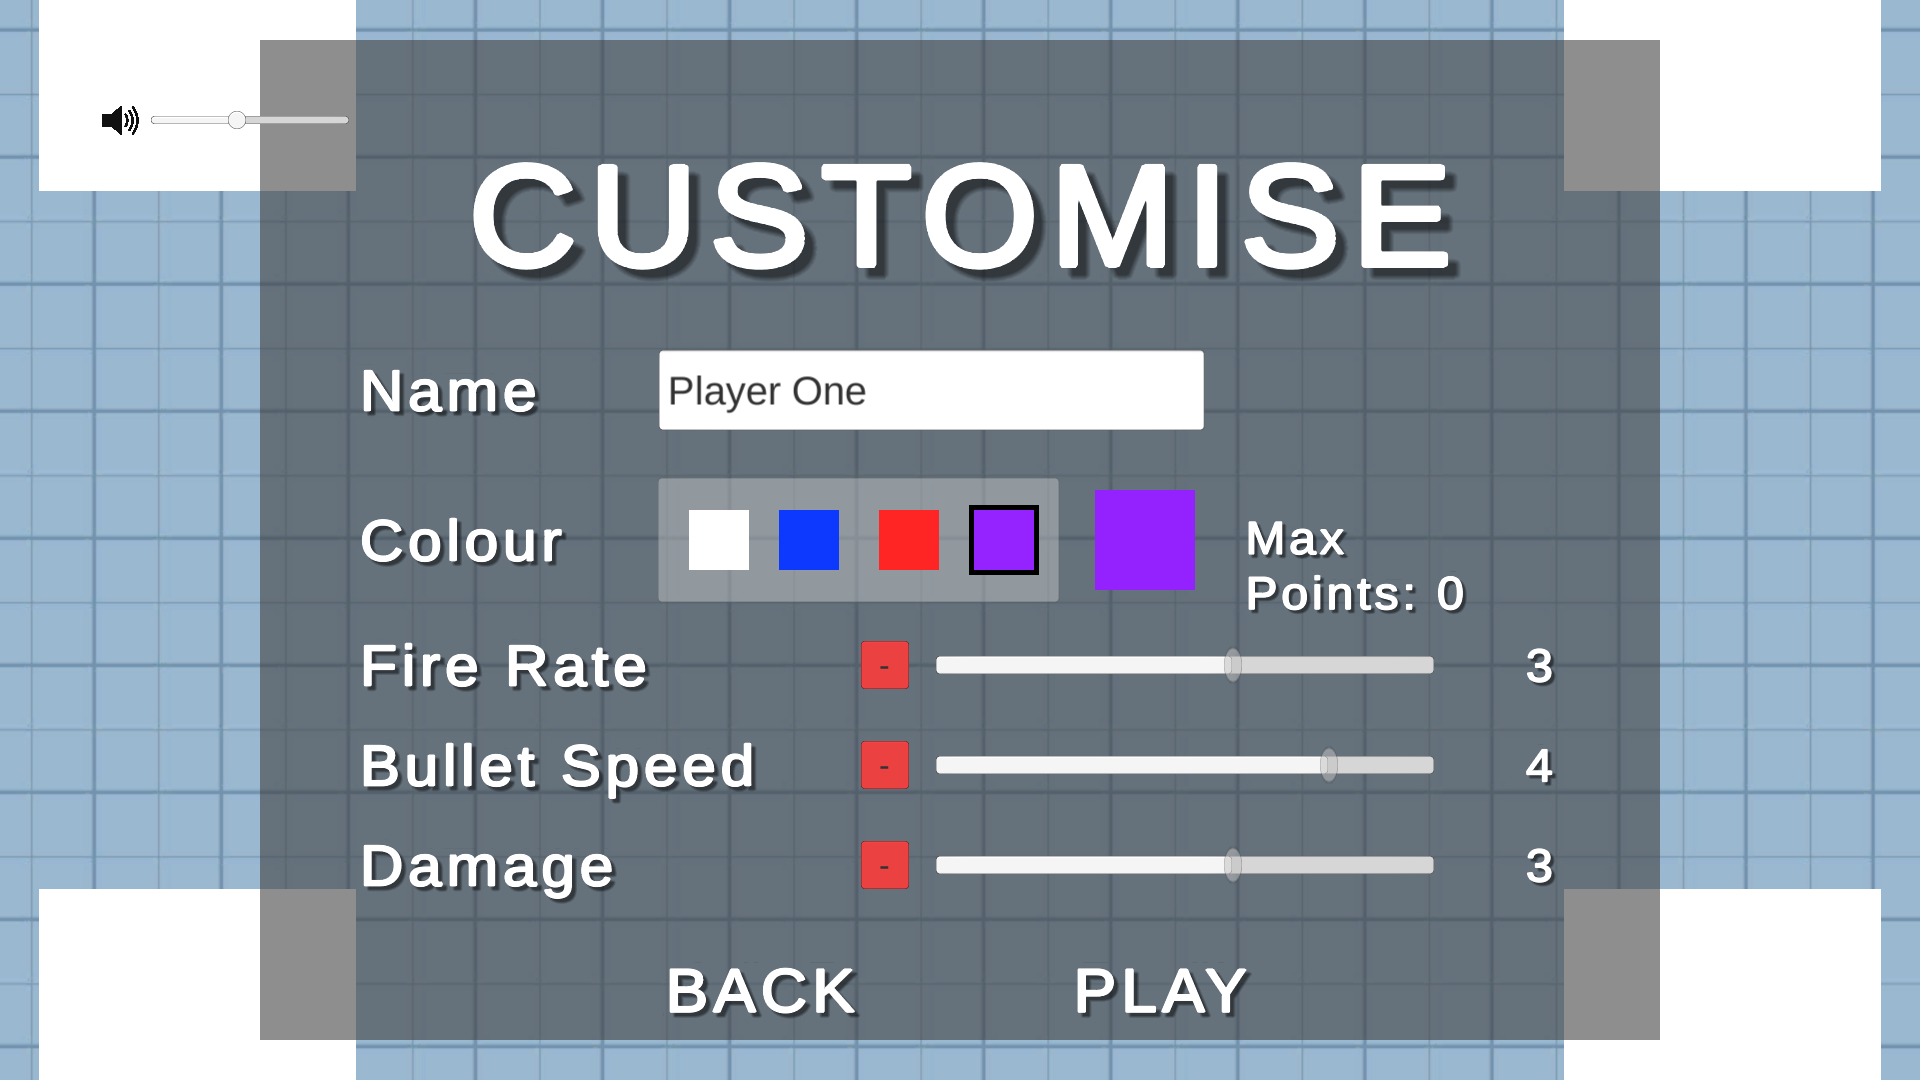 CUSTOMISE
Name
Player One
Colour
Max
Points: 0
Fire Rate - 3
Bullet Speed - 4
Damage - 3
BACK PLAY